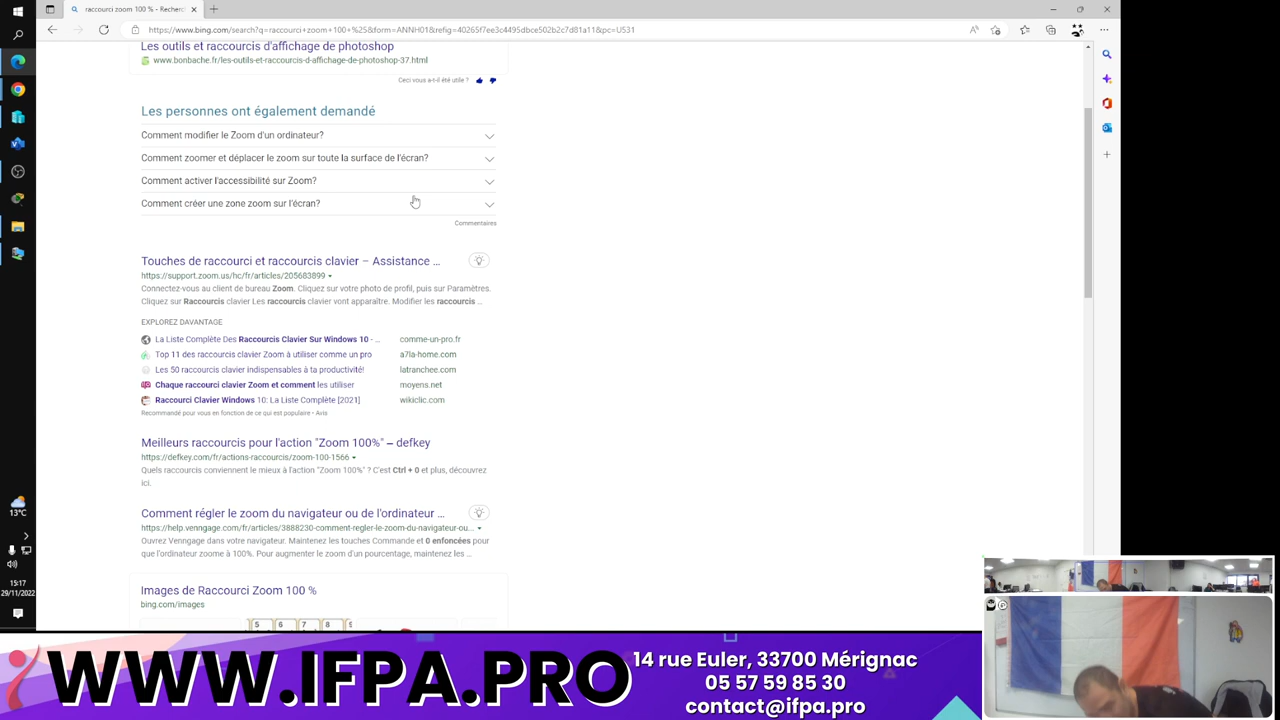 raccourci zoom 100 % - Recherc
https://www.bing.com/search?q=raccourci+zoom+100+%25&form=ANNH01&refig=40265f7ee3c4495dbce502b2c7d81a11&pc=U531
Les outils et raccourcis d'affichage de photoshop
www.bonbache.fr/les-outils-et-raccourcis-d-affichage-de-photoshop-37.html
Ceci vous a-t-il été utile ?
Les personnes ont également demandé
Comment modifier le Zoom d'un ordinateur?
Comment zoomer et déplacer le zoom sur toute la surface de l'écran?
Comment activer l'accessibilité sur Zoom?
Comment créer une zone zoom sur l'écran?
Commentaires
Touches de raccourci et raccourcis clavier – Assistance ...
https://support.zoom.us/hc/fr/articles/205683899
Connectez-vous au client de bureau Zoom. Cliquez sur votre photo de profil, puis sur Paramètres.
Cliquez sur Raccourcis clavier Les raccourcis clavier vont apparaître. Modifier les raccourcis ...
EXPLOREZ DAVANTAGE
La Liste Complète Des Raccourcis Clavier Sur Windows 10 - ... comme-un-pro.fr
Top 11 des raccourcis clavier Zoom à utiliser comme un pro a7la-home.com
Les 50 raccourcis clavier indispensables à ta productivité! latranchee.com
Chaque raccourci clavier Zoom et comment les utiliser moyens.net
Raccourci Clavier Windows 10: La Liste Complète [2021] wikiclic.com
Recommandé pour vous en fonction de ce qui est populaire • Avis
Meilleurs raccourcis pour l'action "Zoom 100%" – defkey
https://defkey.com/fr/actions-raccourcis/zoom-100-1566
Quels raccourcis conviennent le mieux à l'action "Zoom 100%" ? C'est Ctrl + 0 et plus, découvrez
ici.
Comment régler le zoom du navigateur ou de l'ordinateur ...
https://help.venngage.com/fr/articles/3888230-comment-regler-le-zoom-du-navigateur-ou...
Ouvrez Venngage dans votre navigateur. Maintenez les touches Commande et 0 enfoncées pour
que l'ordinateur zoome à 100%. Pour augmenter le zoom d'un pourcentage, maintenez les ...
Images de Raccourci Zoom 100 %
bing.com/images
5 6 7 8 9
13°C
15:17
29/11/2022
WWW.IFPA.PRO
14 rue Euler, 33700 Mérignac
05 57 59 85 30
contact@ifpa.pro